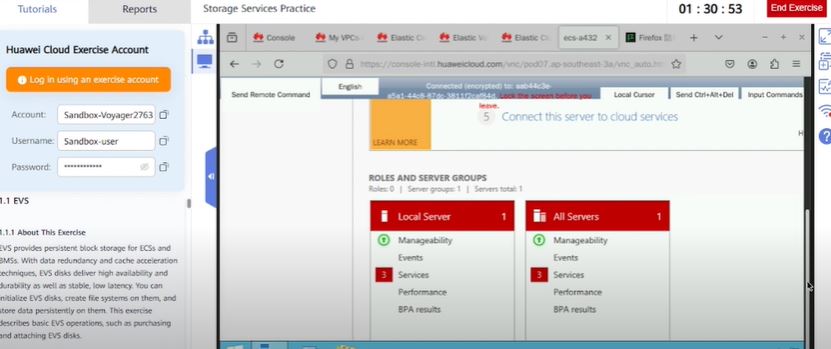 Tutorials
Reports
Storage Services Practice
01 : 30 : 53
End Exercise
Huawei Cloud Exercise Account
Log in using an exercise account
Account: Sandbox-Voyager2763
Username: Sandbox-user
Password: ············
1.1 EVS
1.1.1 About This Exercise
EVS provides persistent block storage for ECSs and
BMSs. With data redundancy and cache acceleration
techniques, EVS disks deliver high availability and
durability as well as stable, low latency. You can
initialize EVS disks, create file systems on them, and
store data persistently on them. This exercise
describes basic EVS operations, such as purchasing
and attaching EVS disks.
Console
My VPCs
Elastic C
Elastic Vo
Elastic C
ecs-a432
Firefox
https://console-intl.huaweicloud.com/vnc/pod07.ap-southeast-3a/vnc_auto.ht
Send Remote Command
English
Connected (encrypted) to:
Lock the screen before you
leave.
Local Cursor
Send Ctrl+Alt+Del
Input Commands
5 Connect this server to cloud services
H
LEARN MORE
ROLES AND SERVER GROUPS
Roles: 0 | Server groups: 1 | Servers total: 1
Local Server 1
Manageability
Events
3 Services
Performance
BPA results
All Servers 1
Manageability
Events
3 Services
Performance
BPA results